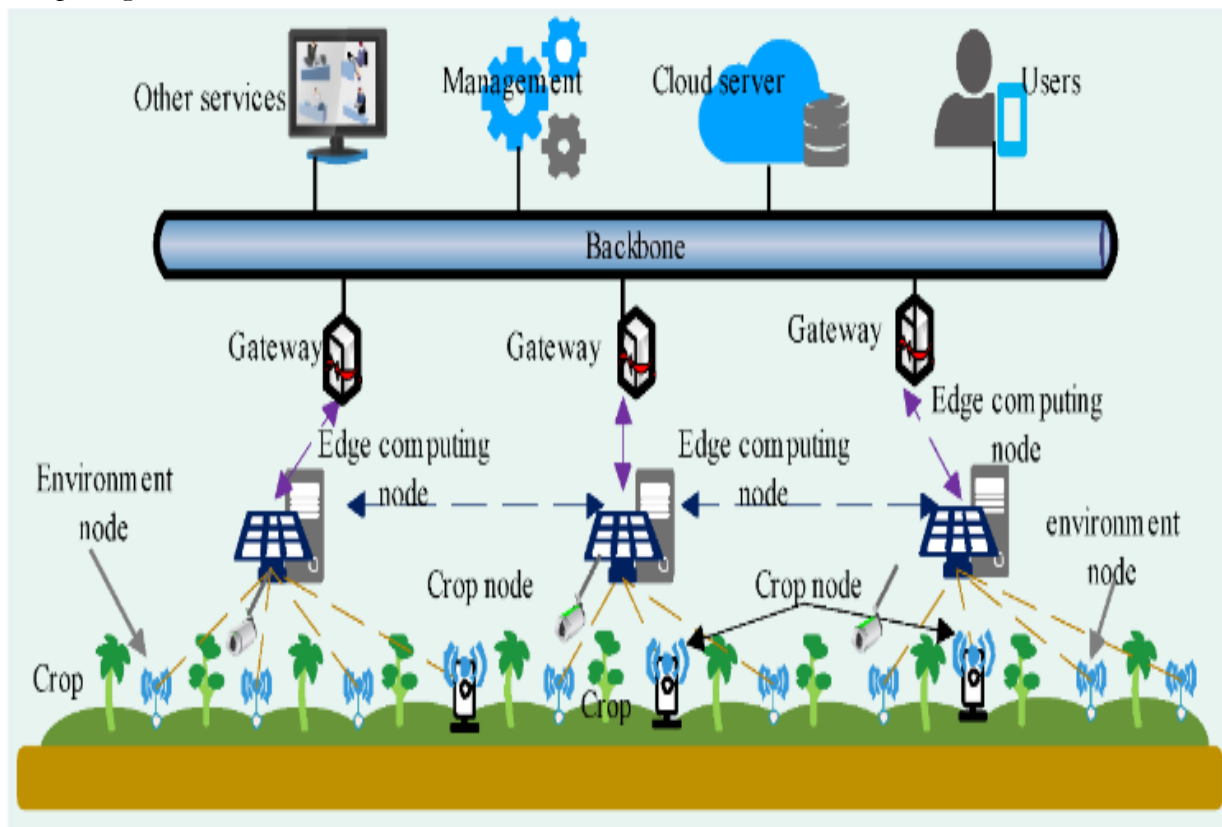 Other services
Management
Cloud server
Users
Backbone
Gateway
Gateway
Gateway
Edge computing
node
Edge computing
node
Edge computing
node
Environment
node
environment
node
Crop node
Crop node
Crop
Crop